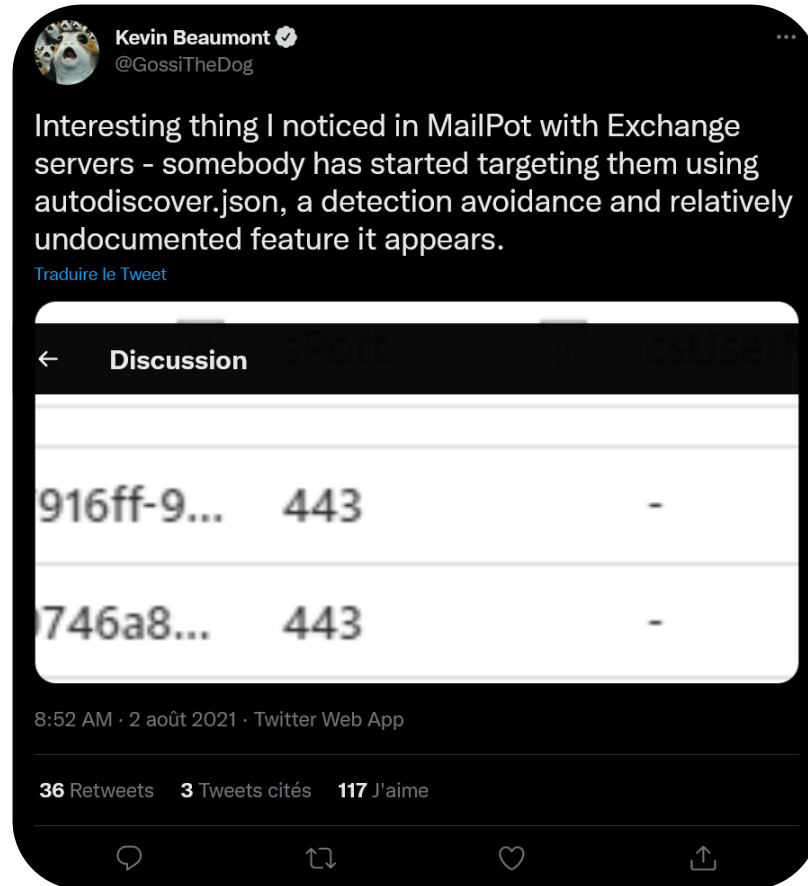 Kevin Beaumont
@GossiTheDog
Interesting thing I noticed in MailPot with Exchange
servers - somebody has started targeting them using
autodiscover.json, a detection avoidance and relatively
undocumented feature it appears.
Traduire le Tweet
sPort csUserN
Discussion
916ff-9... 443 -
746a8... 443 -
8:52 AM · 2 août 2021 · Twitter Web App
36 Retweets 3 Tweets cités 117 J'aime